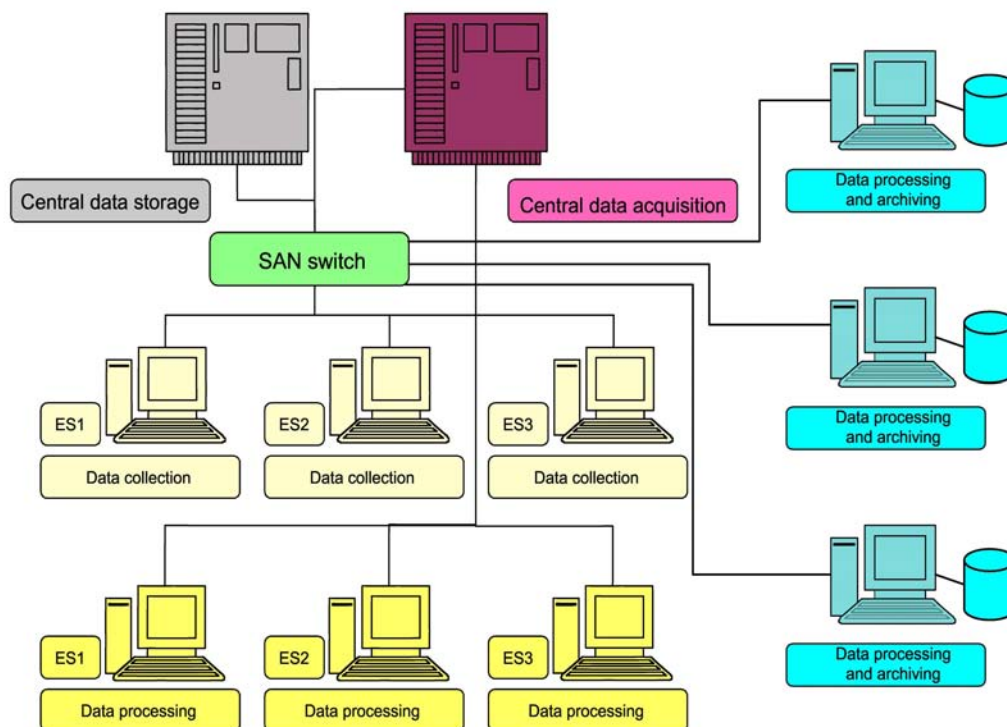 Central data storage
Central data acquisition
Data processing
and archiving
SAN switch
Data processing
and archiving
ES1
ES2
ES3
Data collection
Data collection
Data collection
ES1
ES2
ES3
Data processing
and archiving
Data processing
Data processing
Data processing